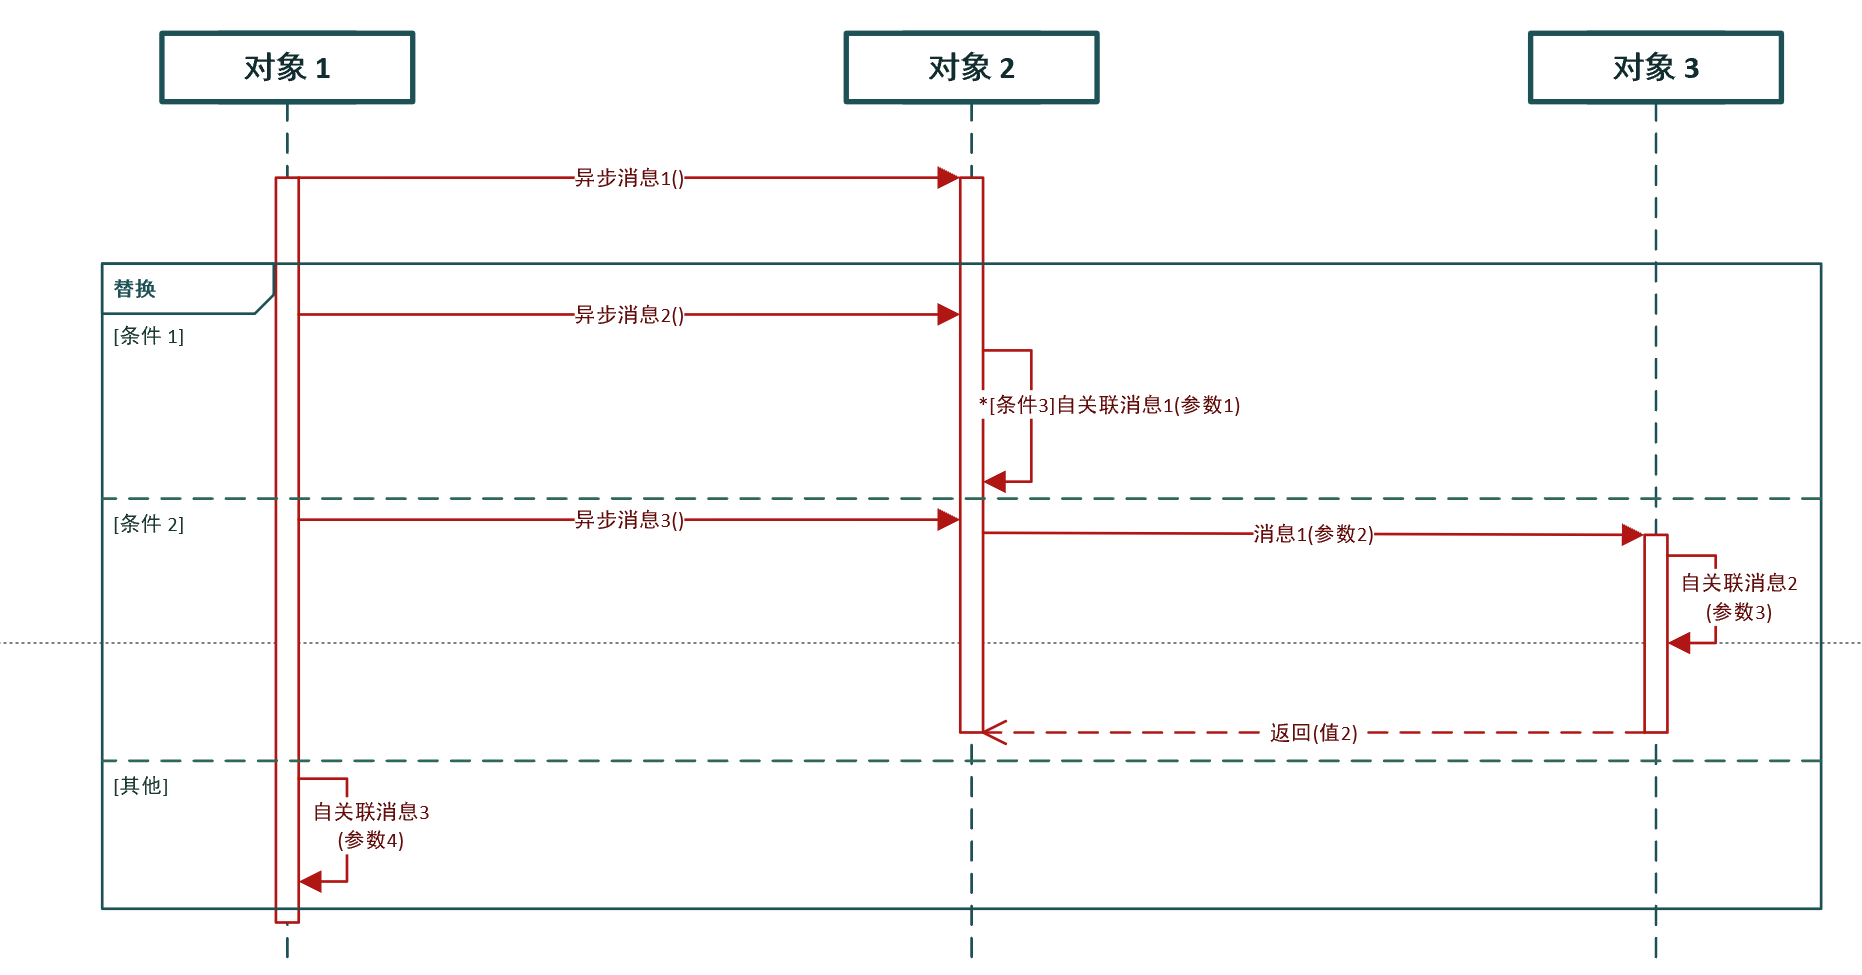 对象 1
对象 2
对象 3
异步消息1()
替换
异步消息2()
[条件 1]
*[条件3]自关联消息1(参数1)
[条件 2]
异步消息3()
消息1(参数2)
自关联消息2
(参数3)
返回(值2)
[其他]
自关联消息3
(参数4)